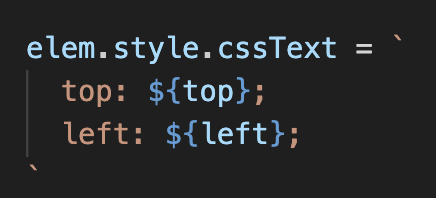 elem.style.cssText = `
  top: ${top};
  left: ${left};
`